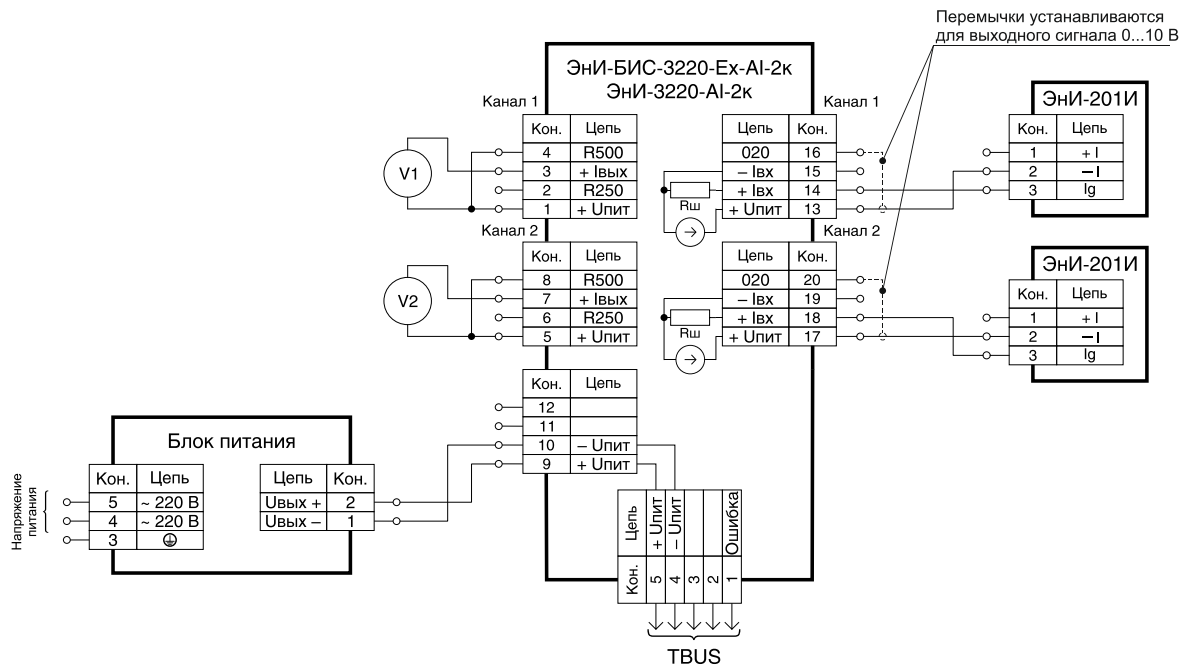 Перемычки устанавливаются
для выходного сигнала 0...10 В
ЭнИ-БИС-3220-Ex-AI-2к
ЭнИ-3220-AI-2к
Канал 1
Кон. Цепь
4 R500
3 + Iвых
2 R250
1 + Uпит
V1
Канал 1
Цепь Кон.
020 16
– Iвх 15
+ Iвх 14
+ Uпит 13
Rш
ЭнИ-201И
Кон. Цепь
1 + I
2 – I
3 Ig
Канал 2
Кон. Цепь
8 R500
7 + Iвых
6 R250
5 + Uпит
V2
Канал 2
Цепь Кон.
020 20
– Iвх 19
+ Iвх 18
+ Uпит 17
Rш
ЭнИ-201И
Кон. Цепь
1 + I
2 – I
3 Ig
Кон. Цепь
12
11
10 – Uпит
9 + Uпит
Блок питания
Напряжение
питания
Кон. Цепь
5 ~ 220 В
4 ~ 220 В
3
Цепь Кон.
Uвых + 2
Uвых – 1
Цепь + Uпит – Uпит Ошибка
Кон. 5 4 3 2 1
TBUS